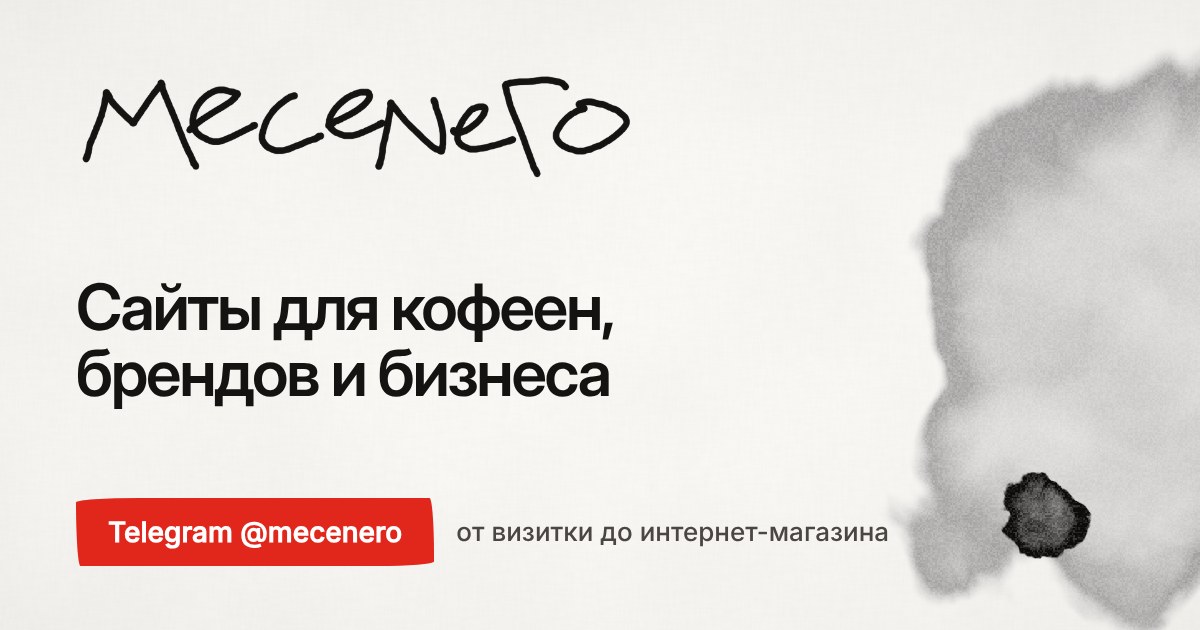 Mecenero
Сайты для кофеен,
брендов и бизнеса
Telegram @mecenero
от визитки до интернет-магазина